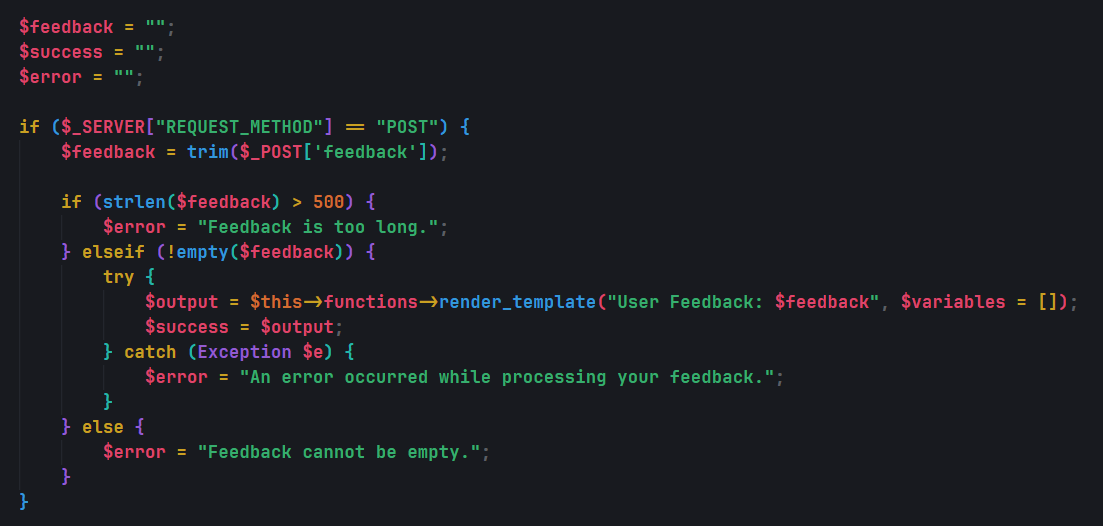 $feedback = "";
$success = "";
$error = "";

if ($_SERVER["REQUEST_METHOD"] == "POST") {
    $feedback = trim($_POST['feedback']);

    if (strlen($feedback) > 500) {
        $error = "Feedback is too long.";
    } elseif (!empty($feedback)) {
        try {
            $output = $this->functions->render_template("User Feedback: $feedback", $variables = []);
            $success = $output;
        } catch (Exception $e) {
            $error = "An error occurred while processing your feedback.";
        }
    } else {
        $error = "Feedback cannot be empty.";
    }
}